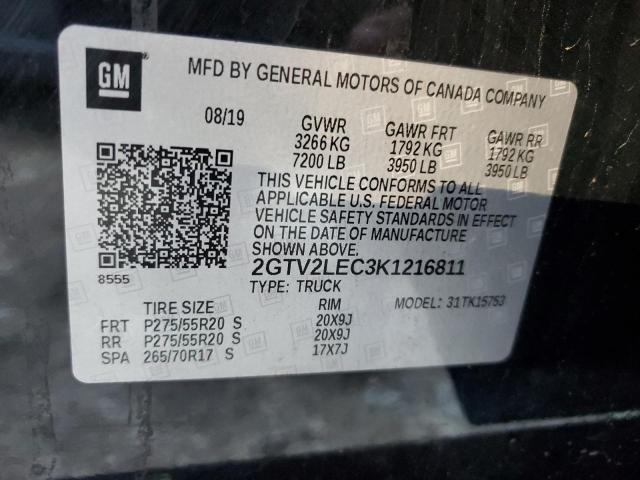 GM
MFD BY GENERAL MOTORS OF CANADA COMPANY
08/19 GVWR GAWR FRT GAWR RR
3266 KG 1792 KG 1792 KG
7200 LB 3950 LB 3950 LB
THIS VEHICLE CONFORMS TO ALL
APPLICABLE U.S. FEDERAL MOTOR
VEHICLE SAFETY STANDARDS IN EFFECT
ON THE DATE OF MANUFACTURE
SHOWN ABOVE.
8555
2GTV2LEC3K1216811
TYPE: TRUCK MODEL: 31TK15753
TIRE SIZE RIM
FRT P275/55R20 S 20X9J
RR P275/55R20 S 20X9J
SPA 265/70R17 S 17X7J